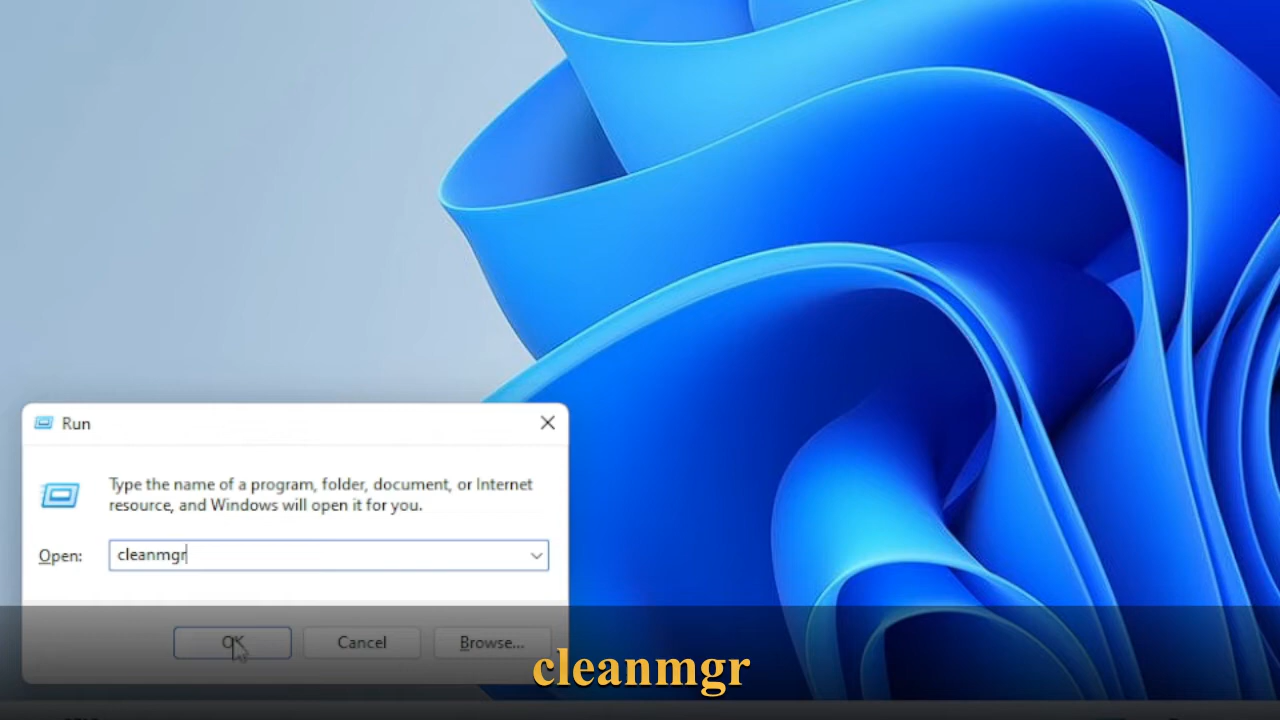 Run
Type the name of a program, folder, document, or Internet
resource, and Windows will open it for you.
Open: cleanmgr
OK Cancel Browse...
cleanmgr